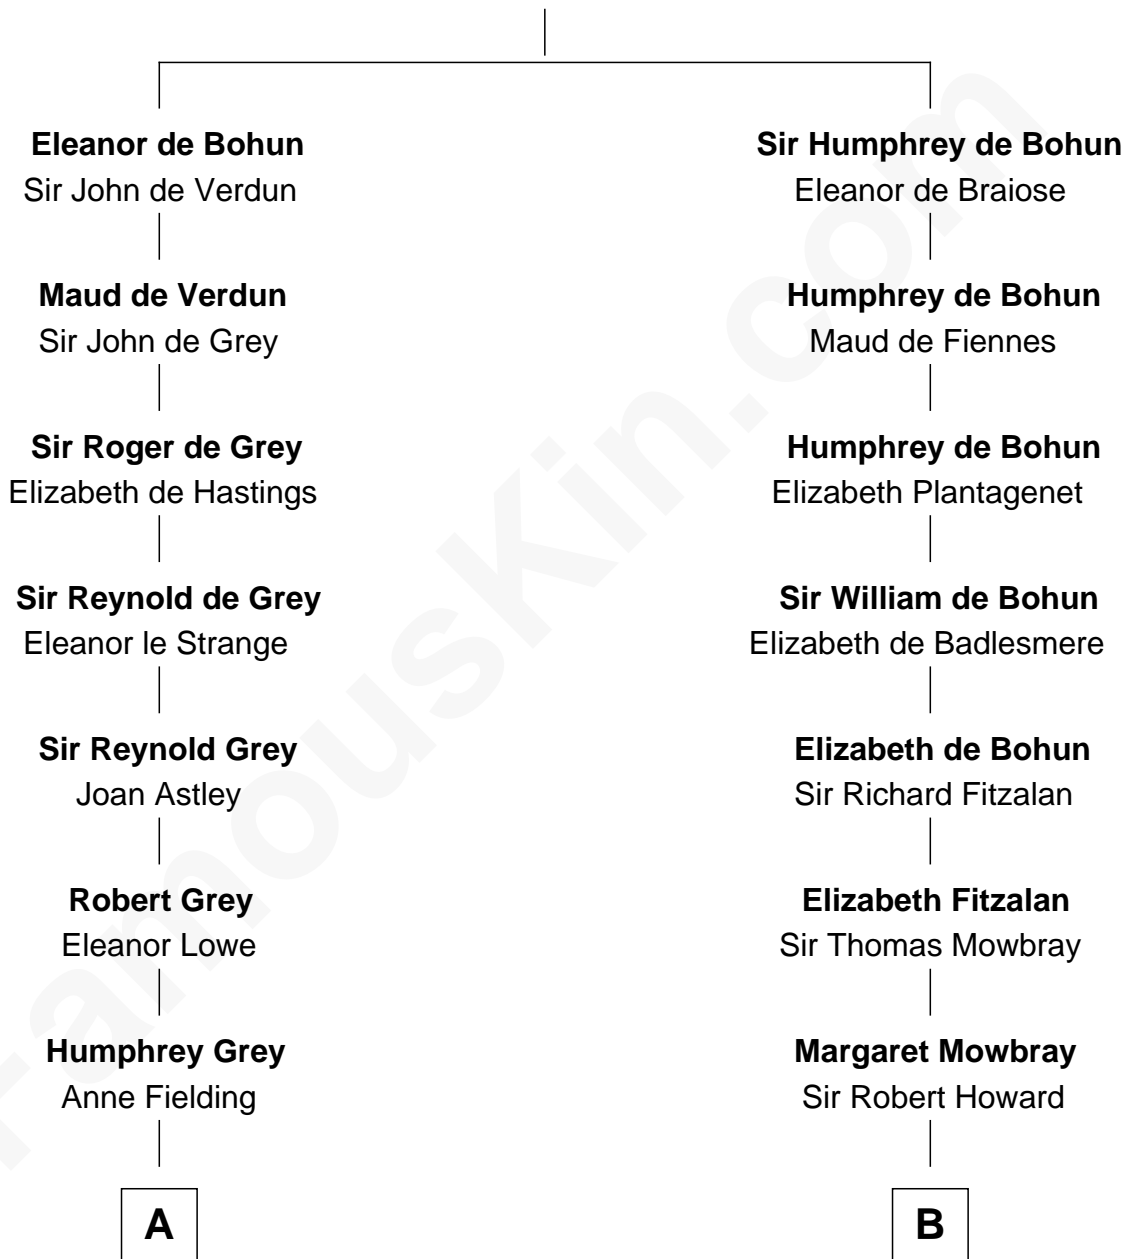 Eleanor de Bohun
Sir John de Verdun
Maud de Verdun
Sir John de Grey
Sir Roger de Grey
Elizabeth de Hastings
Sir Reynold de Grey
Eleanor le Strange
Sir Reynold Grey
Joan Astley
Robert Grey
Eleanor Lowe
Humphrey Grey
Anne Fielding
A
Sir Humphrey de Bohun
Eleanor de Braiose
Humphrey de Bohun
Maud de Fiennes
Humphrey de Bohun
Elizabeth Plantagenet
Sir William de Bohun
Elizabeth de Badlesmere
Elizabeth de Bohun
Sir Richard Fitzalan
Elizabeth Fitzalan
Sir Thomas Mowbray
Margaret Mowbray
Sir Robert Howard
B
FamousKin.com